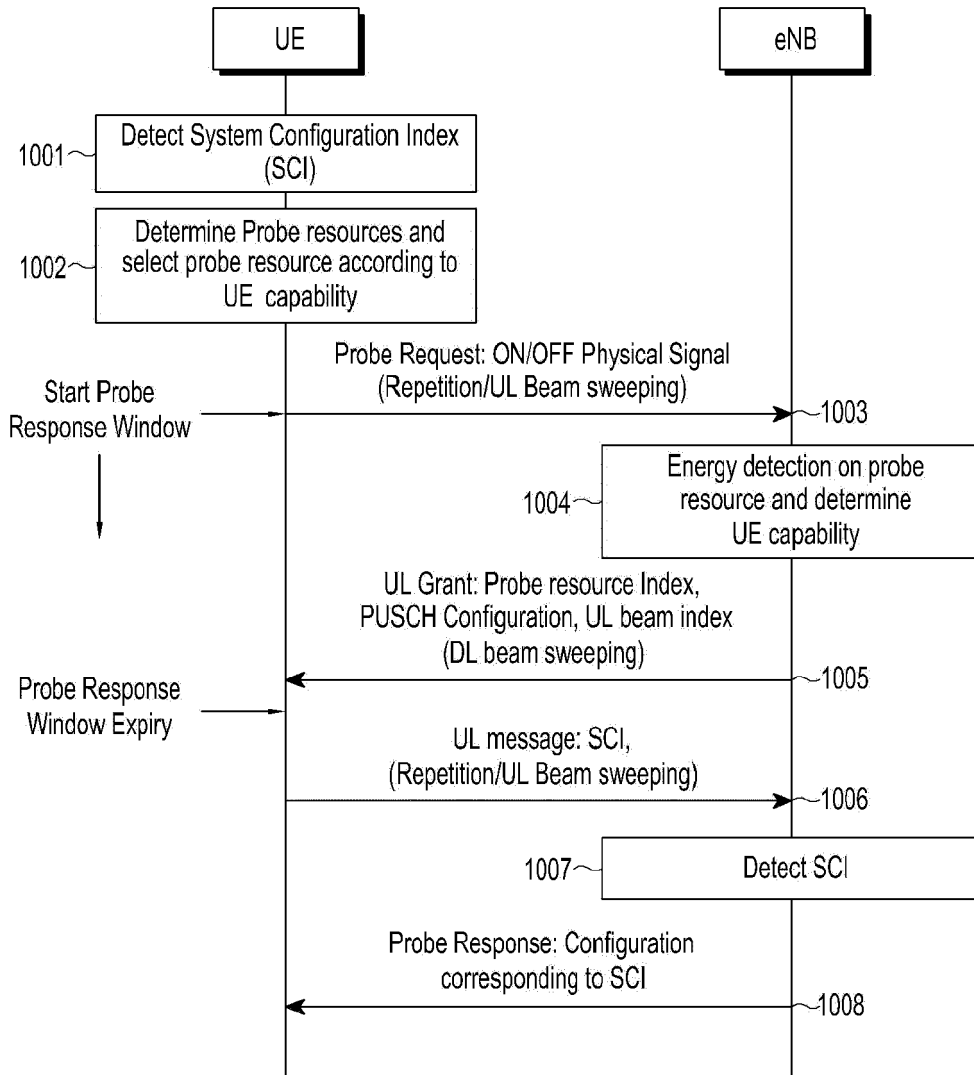 UE
eNB
Detect System Configuration Index
(SCI)
1001
Determine Probe resources and
select probe resource according to
UE capability
1002
Probe Request: ON/OFF Physical Signal
(Repetition/UL Beam sweeping)
Start Probe
Response Window
1003
Energy detection on probe
resource and determine
UE capability
1004
UL Grant: Probe resource Index,
PUSCH Configuration, UL beam index
(DL beam sweeping)
1005
Probe Response
Window Expiry
UL message: SCI,
(Repetition/UL Beam sweeping)
1006
1007
Detect SCI
Probe Response: Configuration
corresponding to SCI
1008